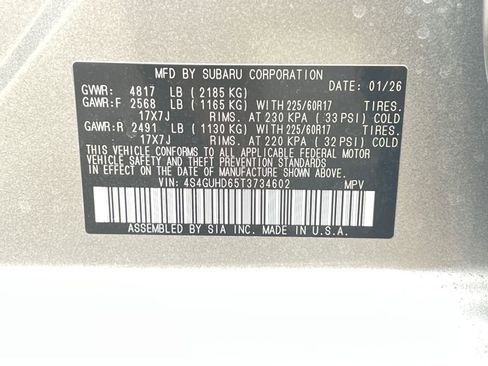 MFD BY SUBARU CORPORATION DATE: 01/26
GVWR: 4817 LB ( 2185 KG)
GAWR:F 2568 LB ( 1165 KG) WITH 225/60R17 TIRES.
17X7J RIMS. AT 230 KPA ( 33 PSI) COLD
GAWR:R 2491 LB ( 1130 KG) WITH 225/60R17 TIRES.
17X7J RIMS. AT 220 KPA ( 32 PSI) COLD
THIS VEHICLE CONFORMS TO ALL APPLICABLE FEDERAL MOTOR
VEHICLE SAFETY AND THEFT PREVENTION STANDARDS
IN EFFECT ON THE DATE OF MANUFACTURE SHOWN ABOVE.
VIN: 4S4GUHD65T3734602 MPV
ASSEMBLED BY SIA INC. MADE IN U.S.A.